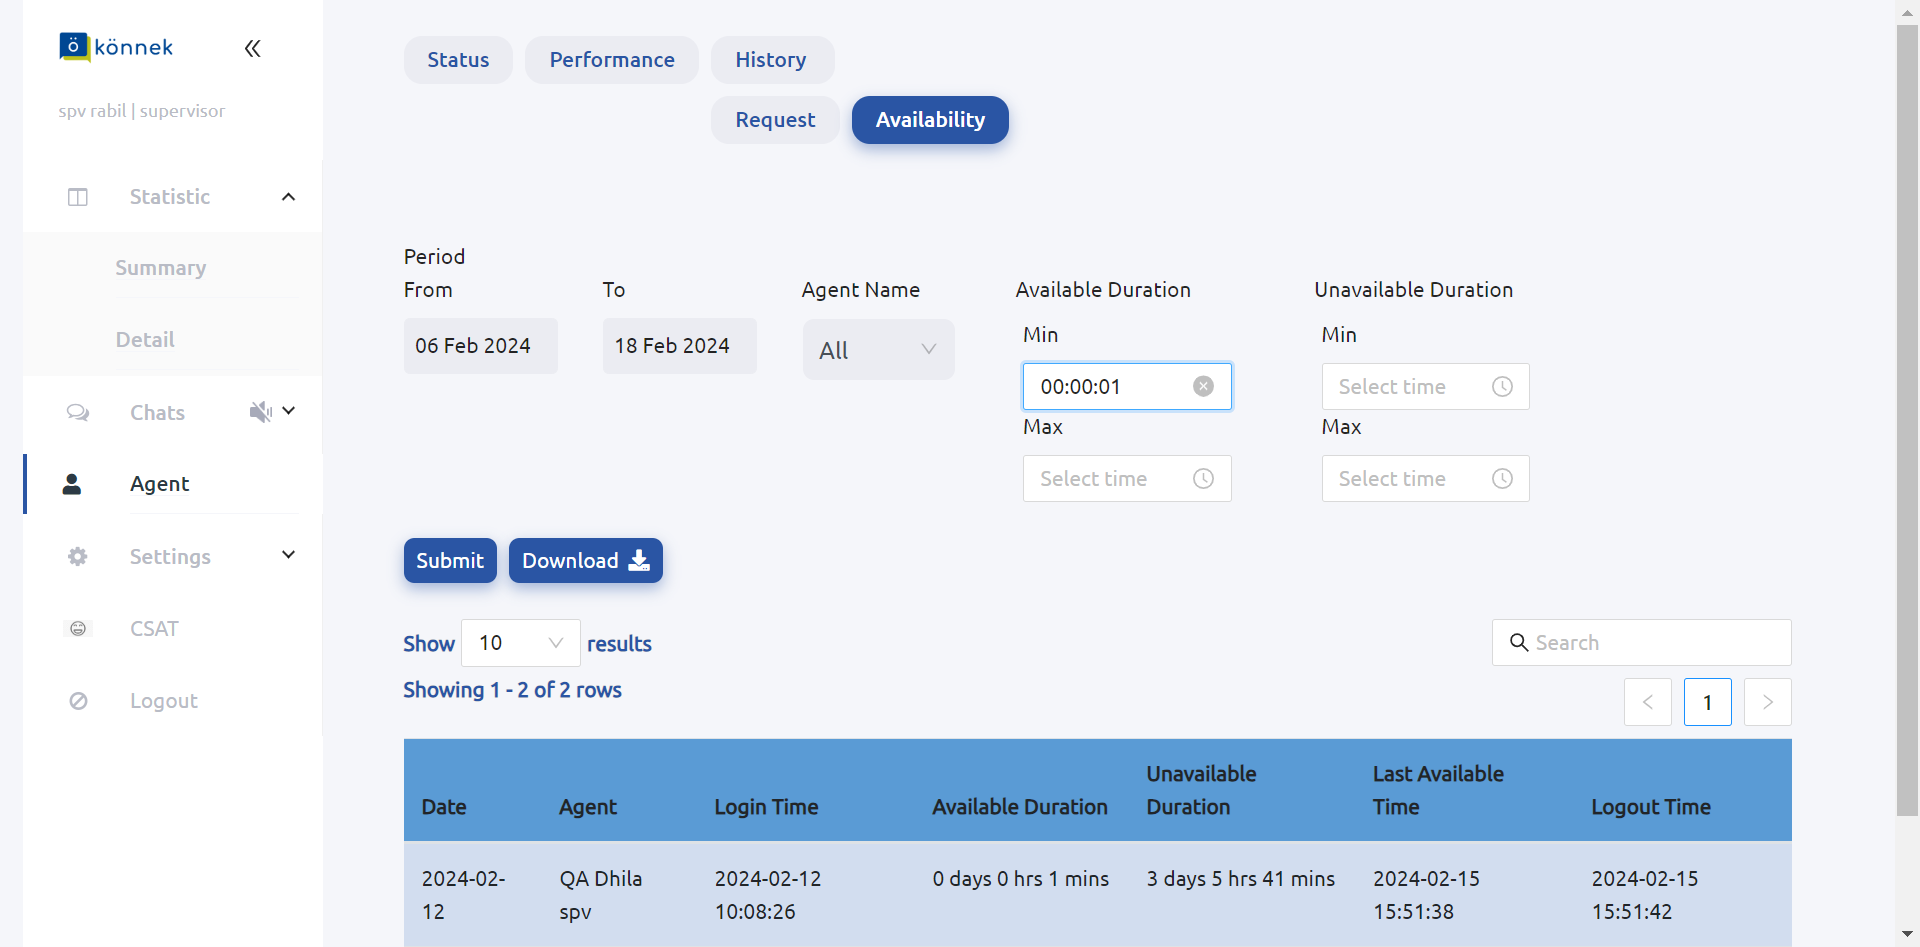 ö könnek
spv rabil | supervisor
Statistic
Summary
Detail
Chats
Agent
Settings
CSAT
Logout
Status
Performance
History
Request
Availability
Period
From
To
Agent Name
Available Duration
Unavailable Duration
06 Feb 2024
18 Feb 2024
All
Min
00:00:01
Max
Select time
Min
Select time
Max
Select time
Submit
Download
Show 10 results
Search
Showing 1 - 2 of 2 rows
1
Date
Agent
Login Time
Available Duration
Unavailable
Duration
Last Available
Time
Logout Time
2024-02-
12
QA Dhila
spv
2024-02-12
10:08:26
0 days 0 hrs 1 mins
3 days 5 hrs 41 mins
2024-02-15
15:51:38
2024-02-15
15:51:42